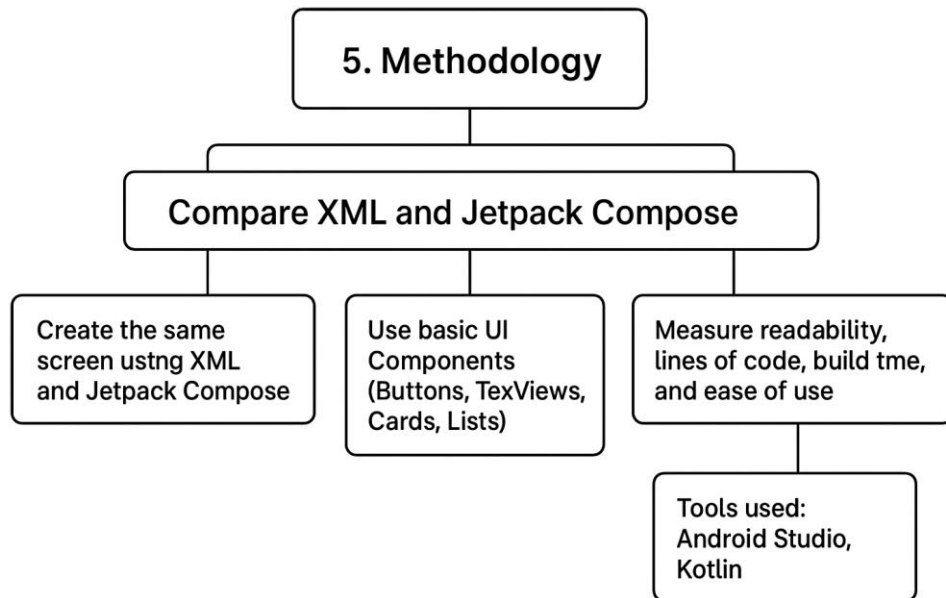 5. Methodology
Compare XML and Jetpack Compose
Create the same
screen ustng XML
and Jetpack Compose
Use basic UI
Components
(Buttons, TexViews,
Cards, Lists)
Measure readability,
lines of code, build tme,
and ease of use
Tools used:
Android Studio,
Kotlin